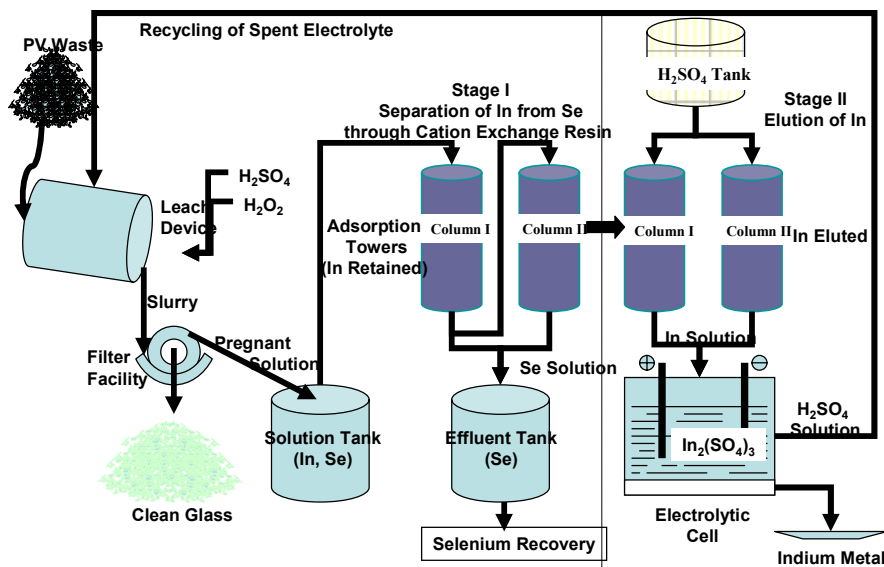 Recycling of Spent Electrolyte
PV Waste
H₂SO₄ Tank
Stage I
Separation of In from Se
through Cation Exchange Resin
Stage II
Elution of In
H₂SO₄
H₂O₂
Leach
Device
Adsorption
Towers
(In Retained)
Column I
Column II
Column I
Column II
In Eluted
Slurry
Filter
Facility
Pregnant
Solution
In Solution
Se Solution
H₂SO₄
Solution
Solution Tank
(In, Se)
Effluent Tank
(Se)
+
−
In₂(SO₄)₃
Clean Glass
Selenium Recovery
Electrolytic
Cell
Indium Metal